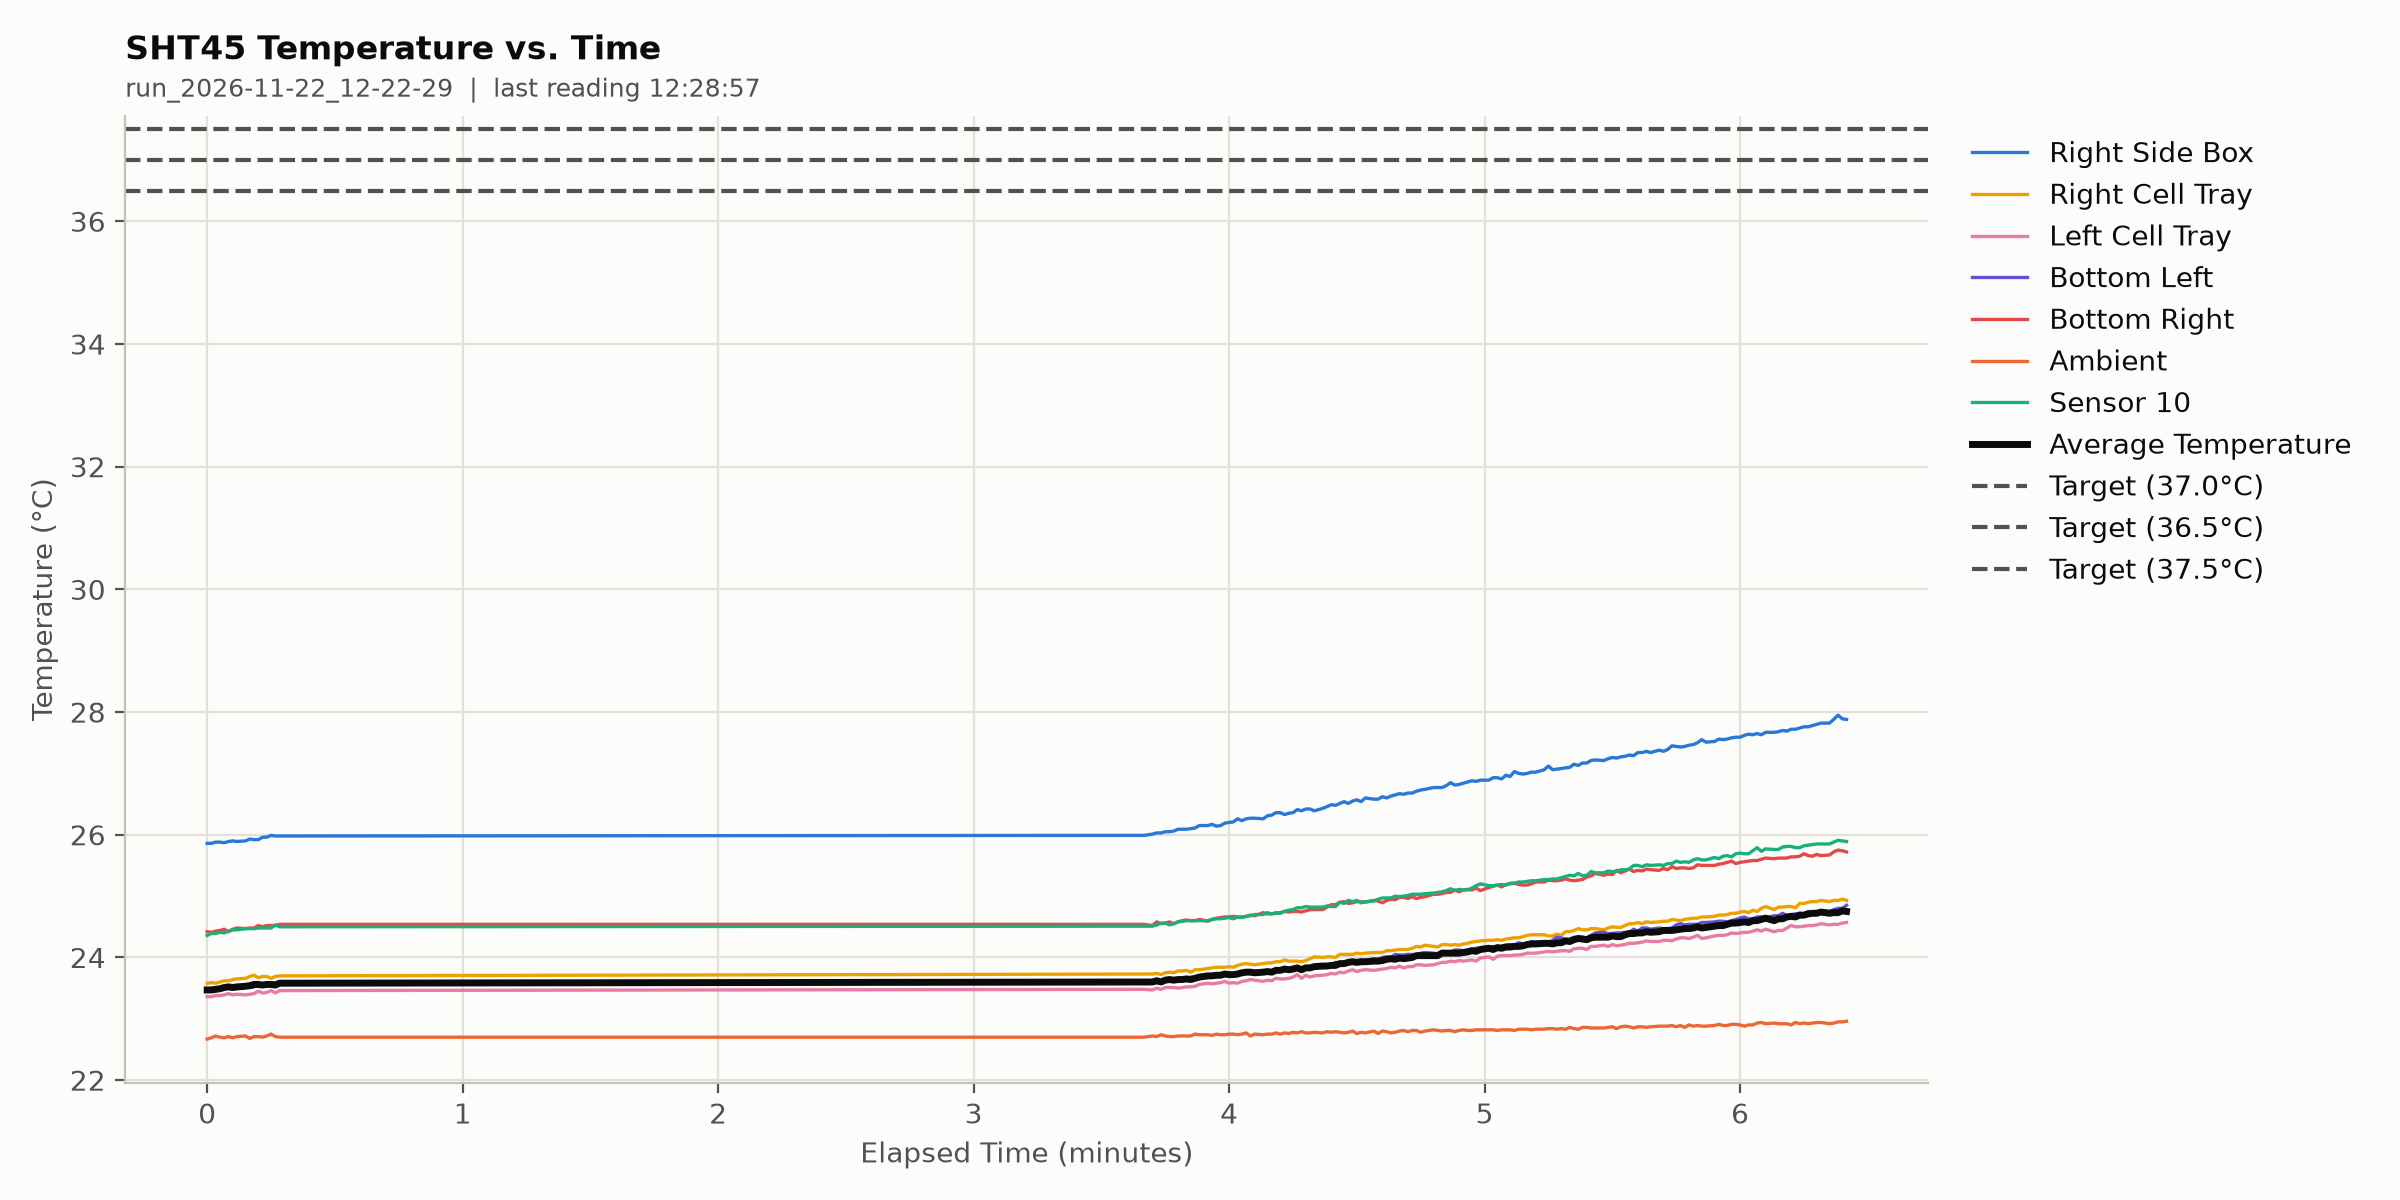 SHT45 Temperature vs. Time
run_2026-11-22_12-22-29 | last reading 12:28:57
Temperature (°C)
36
34
32
30
28
26
24
22
0 1 2 3 4 5 6
Elapsed Time (minutes)
Right Side Box
Right Cell Tray
Left Cell Tray
Bottom Left
Bottom Right
Ambient
Sensor 10
Average Temperature
Target (37.0°C)
Target (36.5°C)
Target (37.5°C)